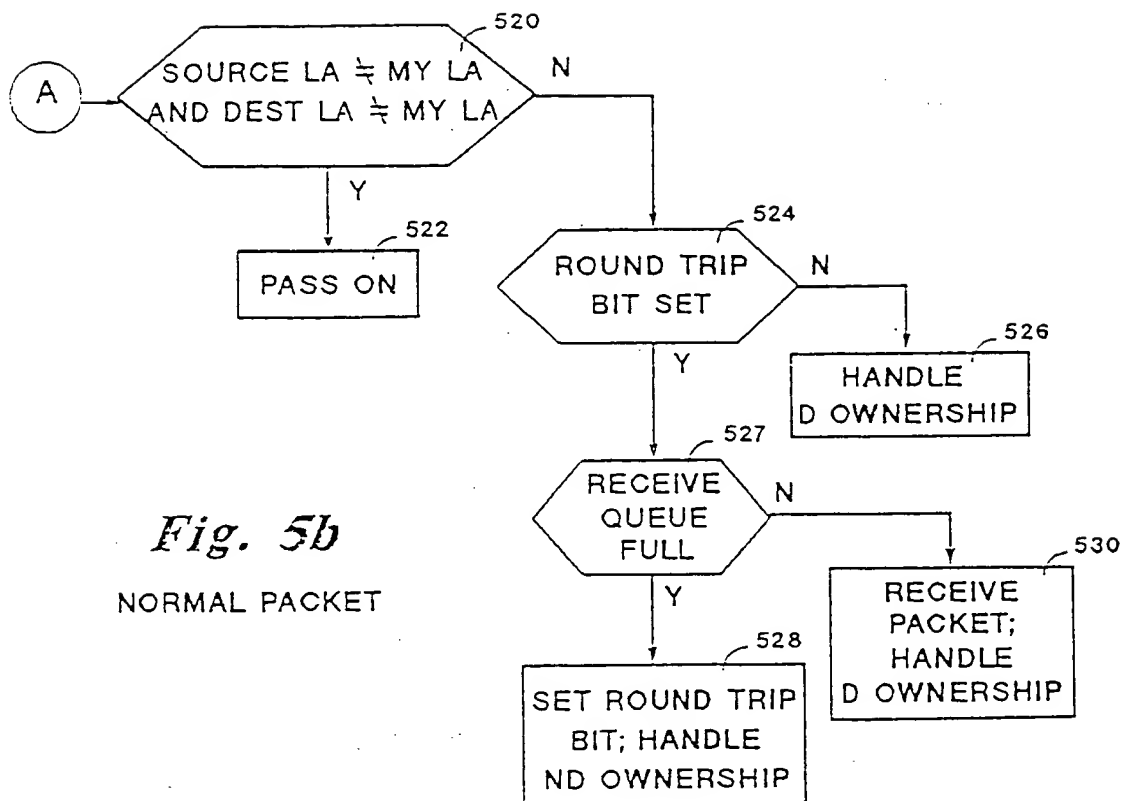 520
A
SOURCE LA ≠ MY LA
AND DEST LA ≠ MY LA
N
Y
522
PASS ON
524
ROUND TRIP
BIT SET
N
Y
526
HANDLE
D OWNERSHIP
527
RECEIVE
QUEUE
FULL
N
Y
530
RECEIVE
PACKET;
HANDLE
D OWNERSHIP
528
SET ROUND TRIP
BIT; HANDLE
ND OWNERSHIP
Fig. 5b
NORMAL PACKET